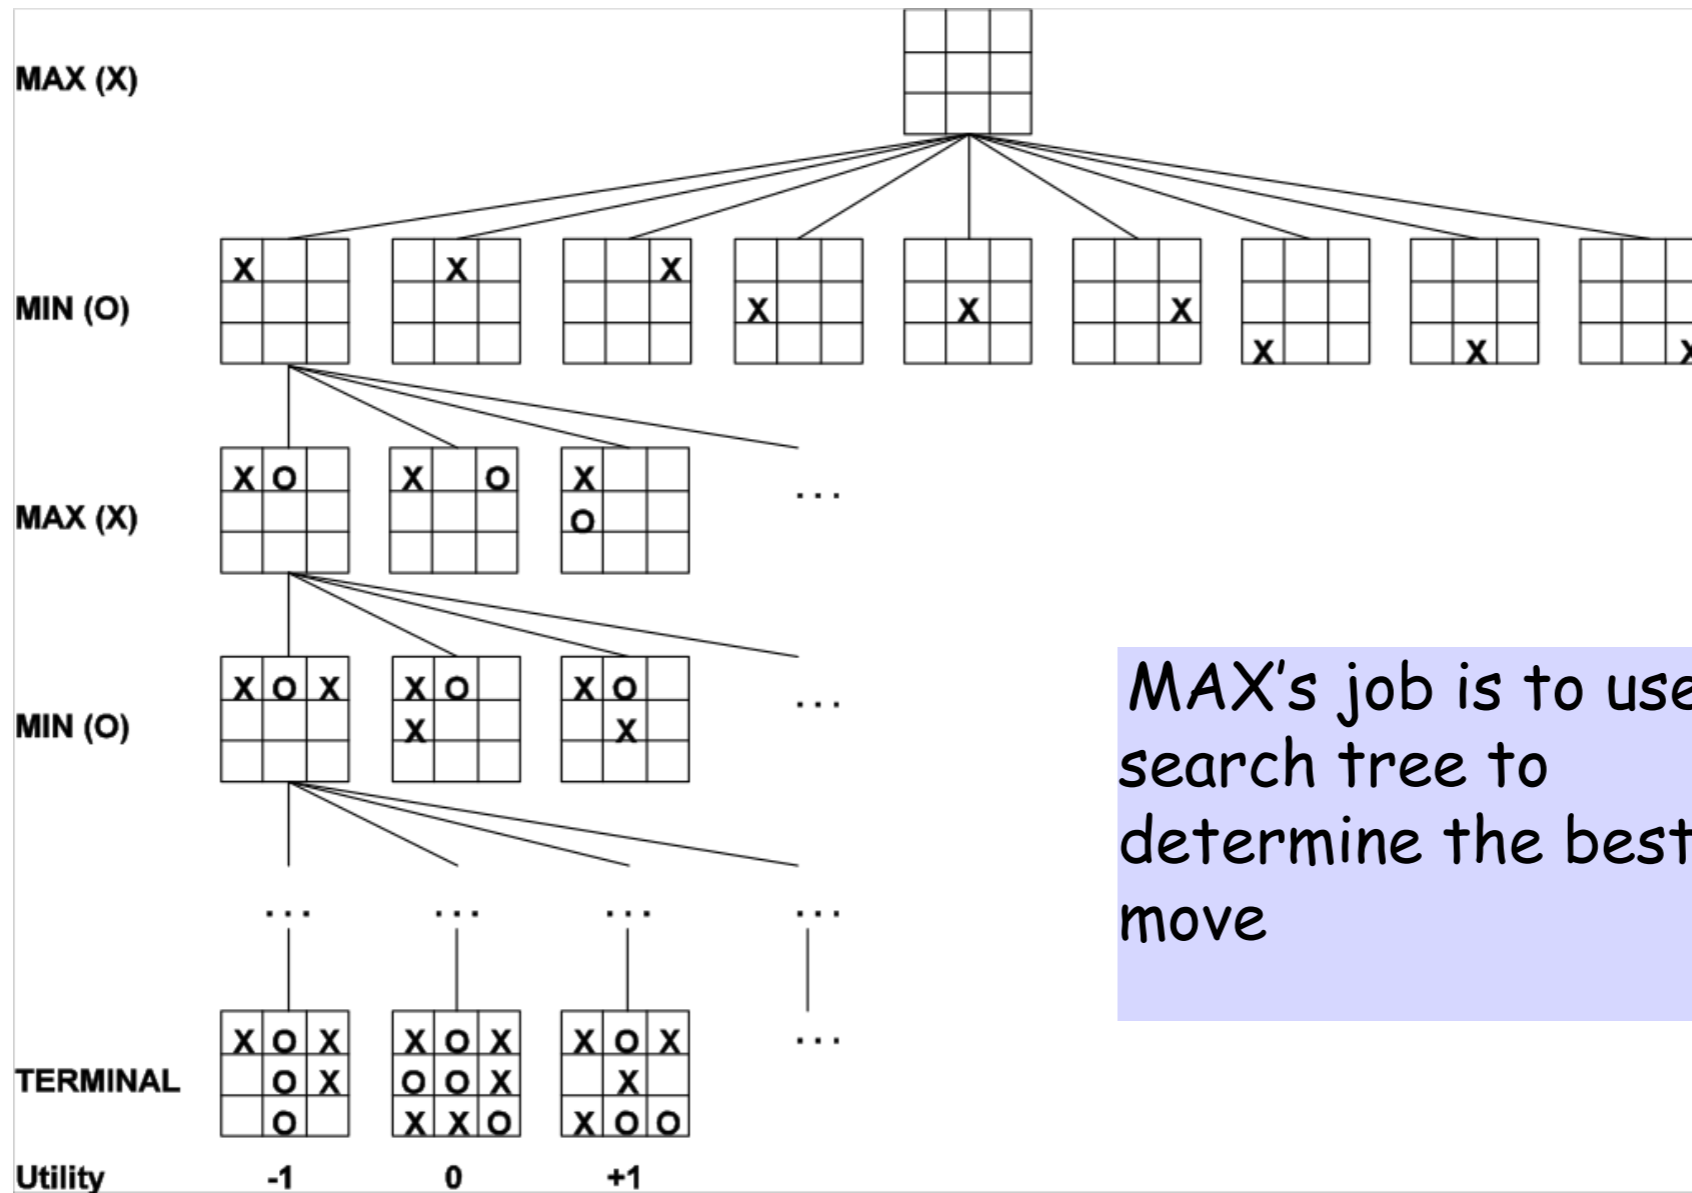 MAX (X)
X X X
MIN (O) X X X
X X X
X O X O X
...
MAX (X) O
X O X X O X O
...
MIN (O) X X
... ... ... ...
X O X X O X X O X
...
TERMINAL O X O O X X
O X X O X O O
Utility -1 0 +1
MAX's job is to use
search tree to
determine the best
move